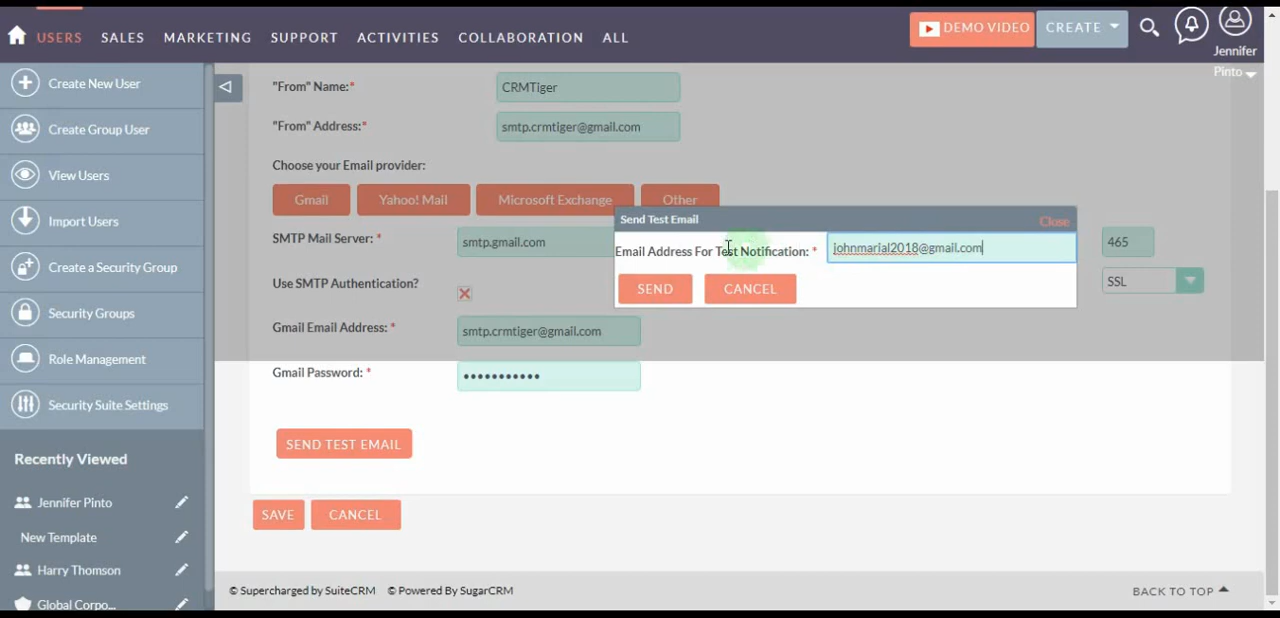 USERS SALES MARKETING SUPPORT ACTIVITIES COLLABORATION ALL DEMO VIDEO CREATE
Jennifer
Pinto
Create New User
Create Group User
View Users
Import Users
Create a Security Group
Security Groups
Role Management
Security Suite Settings
Recently Viewed
Jennifer Pinto
New Template
Harry Thomson
Global Corpo...
"From" Name:* CRMTiger
"From" Address:* smtp.crmtiger@gmail.com
Choose your Email provider:
Gmail Yahoo! Mail Microsoft Exchange Other
SMTP Mail Server: * smtp.gmail.com 465
Use SMTP Authentication? SSL
Gmail Email Address: * smtp.crmtiger@gmail.com
Gmail Password: * •••••••••••
Send Test Email Close
Email Address For Test Notification: * johnmarial2018@gmail.com
SEND CANCEL
SEND TEST EMAIL
SAVE CANCEL
© Supercharged by SuiteCRM © Powered By SugarCRM BACK TO TOP